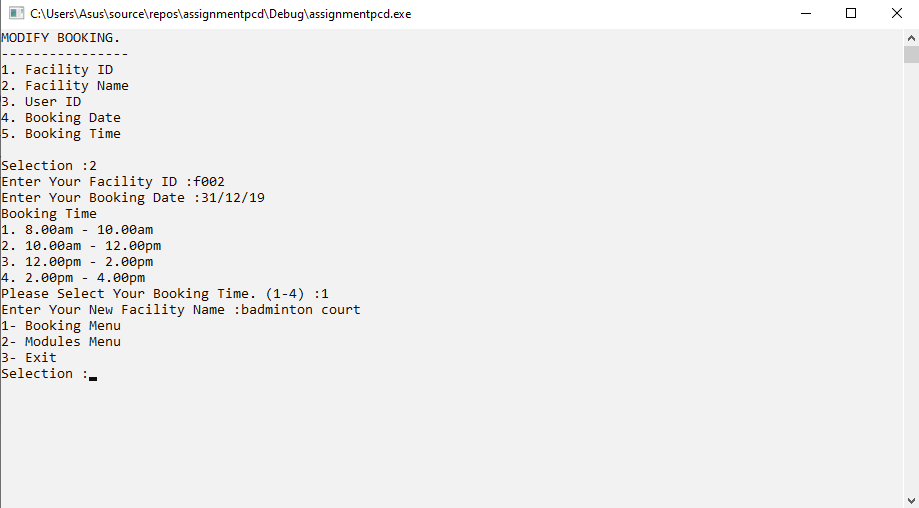 C:\Users\Asus\source\repos\assignmentpcd\Debug\assignmentpcd.exe
MODIFY BOOKING.
----------------
1. Facility ID
2. Facility Name
3. User ID
4. Booking Date
5. Booking Time
Selection :2
Enter Your Facility ID :f002
Enter Your Booking Date :31/12/19
Booking Time
1. 8.00am - 10.00am
2. 10.00am - 12.00pm
3. 12.00pm - 2.00pm
4. 2.00pm - 4.00pm
Please Select Your Booking Time. (1-4) :1
Enter Your New Facility Name :badminton court
1- Booking Menu
2- Modules Menu
3- Exit
Selection :